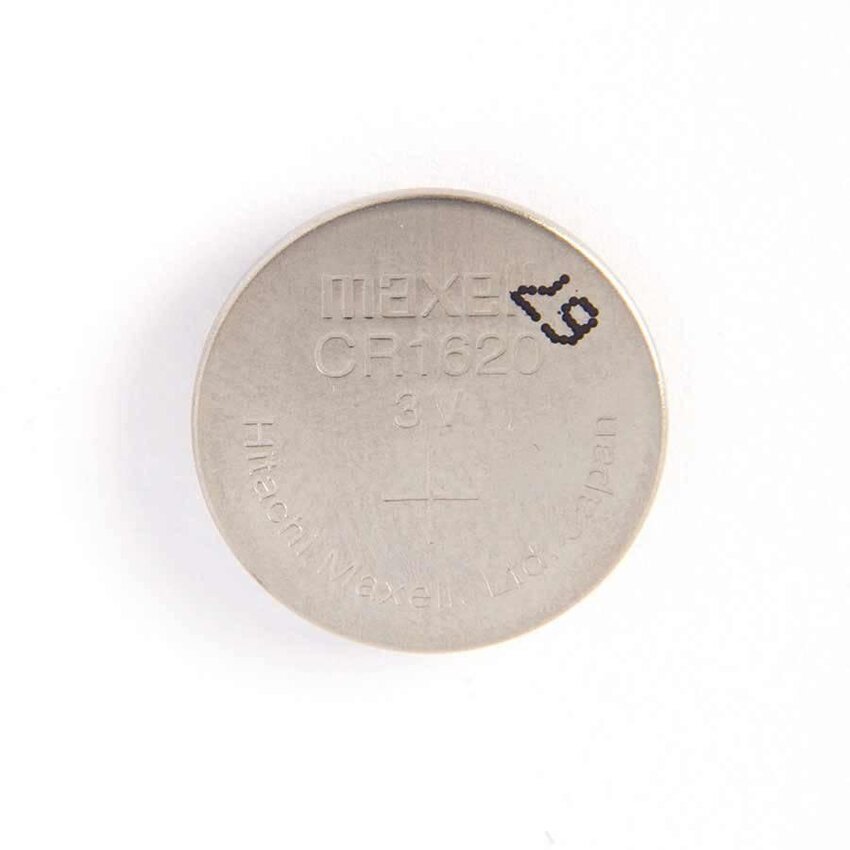 maxell
CR1620
3V
+
Hitachi Maxell, Ltd. Japan